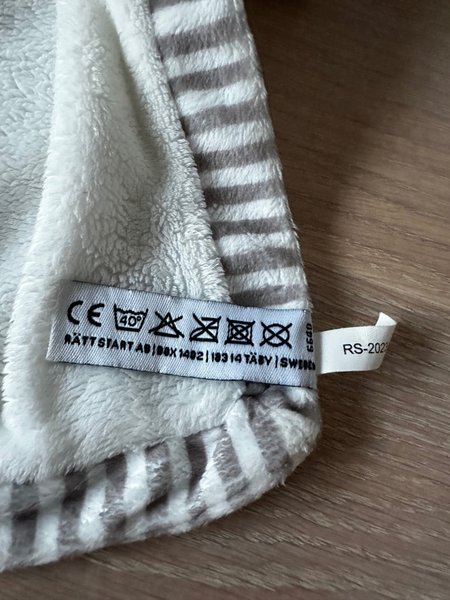 CE 40°
RÄTT START AB | BOX 1402 | 183 14 TÄBY | SWEDEN
RS-202